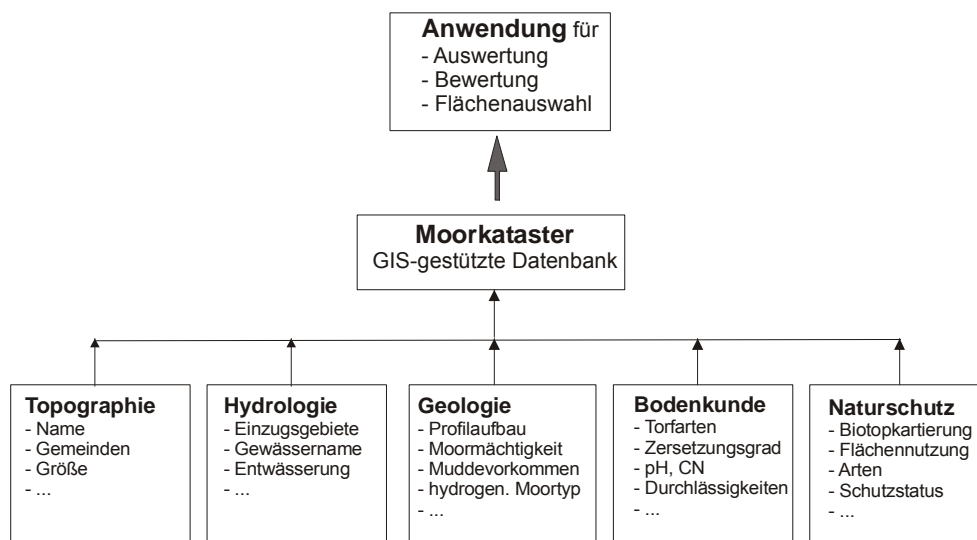 Anwendung für
- Auswertung
- Bewertung
- Flächenauswahl
Moorkataster
GIS-gestützte Datenbank
Topographie
- Name
- Gemeinden
- Größe
- ...
Hydrologie
- Einzugsgebiete
- Gewässername
- Entwässerung
- ...
Geologie
- Profilaufbau
- Moormächtigkeit
- Muddevorkommen
- hydrogen. Moortyp
- ...
Bodenkunde
- Torfarten
- Zersetzungsgrad
- pH, CN
- Durchlässigkeiten
- ...
Naturschutz
- Biotopkartierung
- Flächennutzung
- Arten
- Schutzstatus
- ...